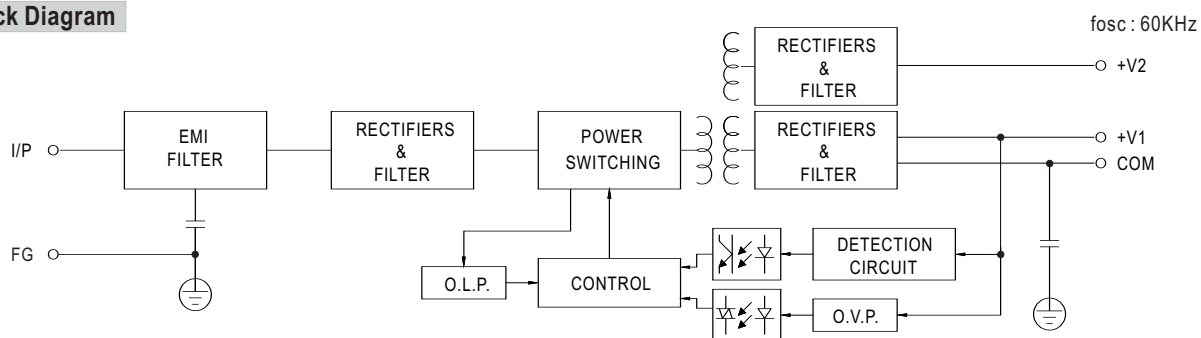 ck Diagram
fosc : 60KHz
RECTIFIERS
&
FILTER
+V2
I/P
EMI
FILTER
RECTIFIERS
&
FILTER
POWER
SWITCHING
RECTIFIERS
&
FILTER
+V1
COM
FG
O.L.P.
CONTROL
DETECTION
CIRCUIT
O.V.P.